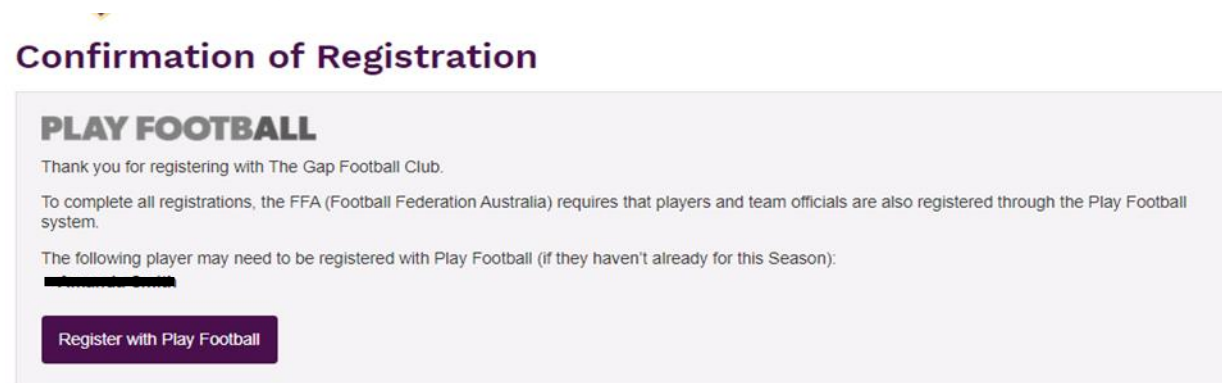 Confirmation of Registration
PLAY FOOTBALL
Thank you for registering with The Gap Football Club.
To complete all registrations, the FFA (Football Federation Australia) requires that players and team officials are also registered through the Play Football
system.
The following player may need to be registered with Play Football (if they haven't already for this Season):
Register with Play Football